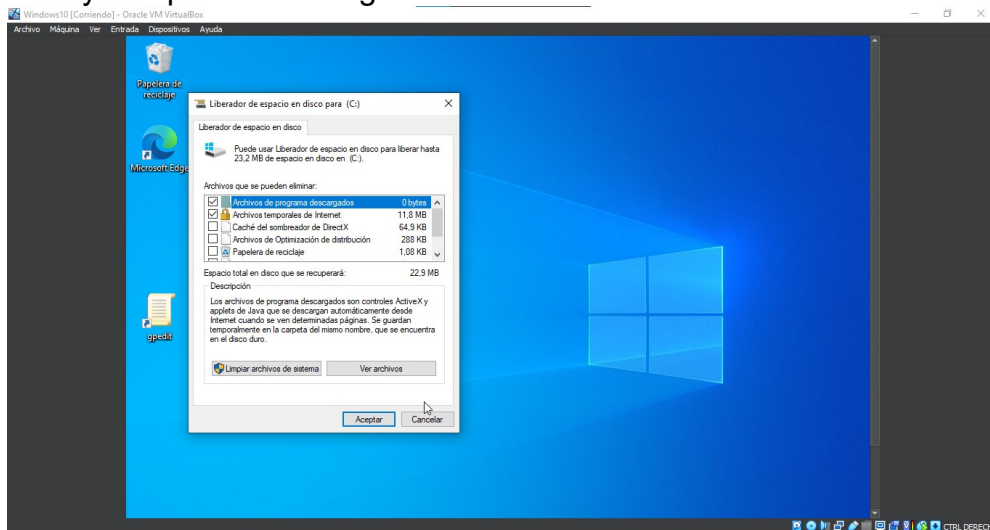 Windows10 [Corriendo] - Oracle VM VirtualBox
Archivo Máquina Ver Entrada Dispositivos Ayuda
Papelera de
reciclaje
Microsoft Edge
gpedit
Liberador de espacio en disco para (C:)
Liberador de espacio en disco
Puede usar Liberador de espacio en disco para liberar hasta
23,2 MB de espacio en disco en (C:).
Archivos que se pueden eliminar:
Archivos de programa descargados 0 bytes
Archivos temporales de Internet 11,8 MB
Caché del sombreador de DirectX 64,9 KB
Archivos de Optimización de distribución 288 KB
Papelera de reciclaje 1,08 KB
Espacio total en disco que se recuperará: 22,9 MB
Descripción
Los archivos de programa descargados son controles ActiveX y
applets de Java que se descargan automáticamente desde
Internet cuando se ven determinadas páginas. Se guardan
temporalmente en la carpeta del mismo nombre, que se encuentra
en el disco duro.
Limpiar archivos de sistema Ver archivos
Aceptar Cancelar
CTRL DERECH